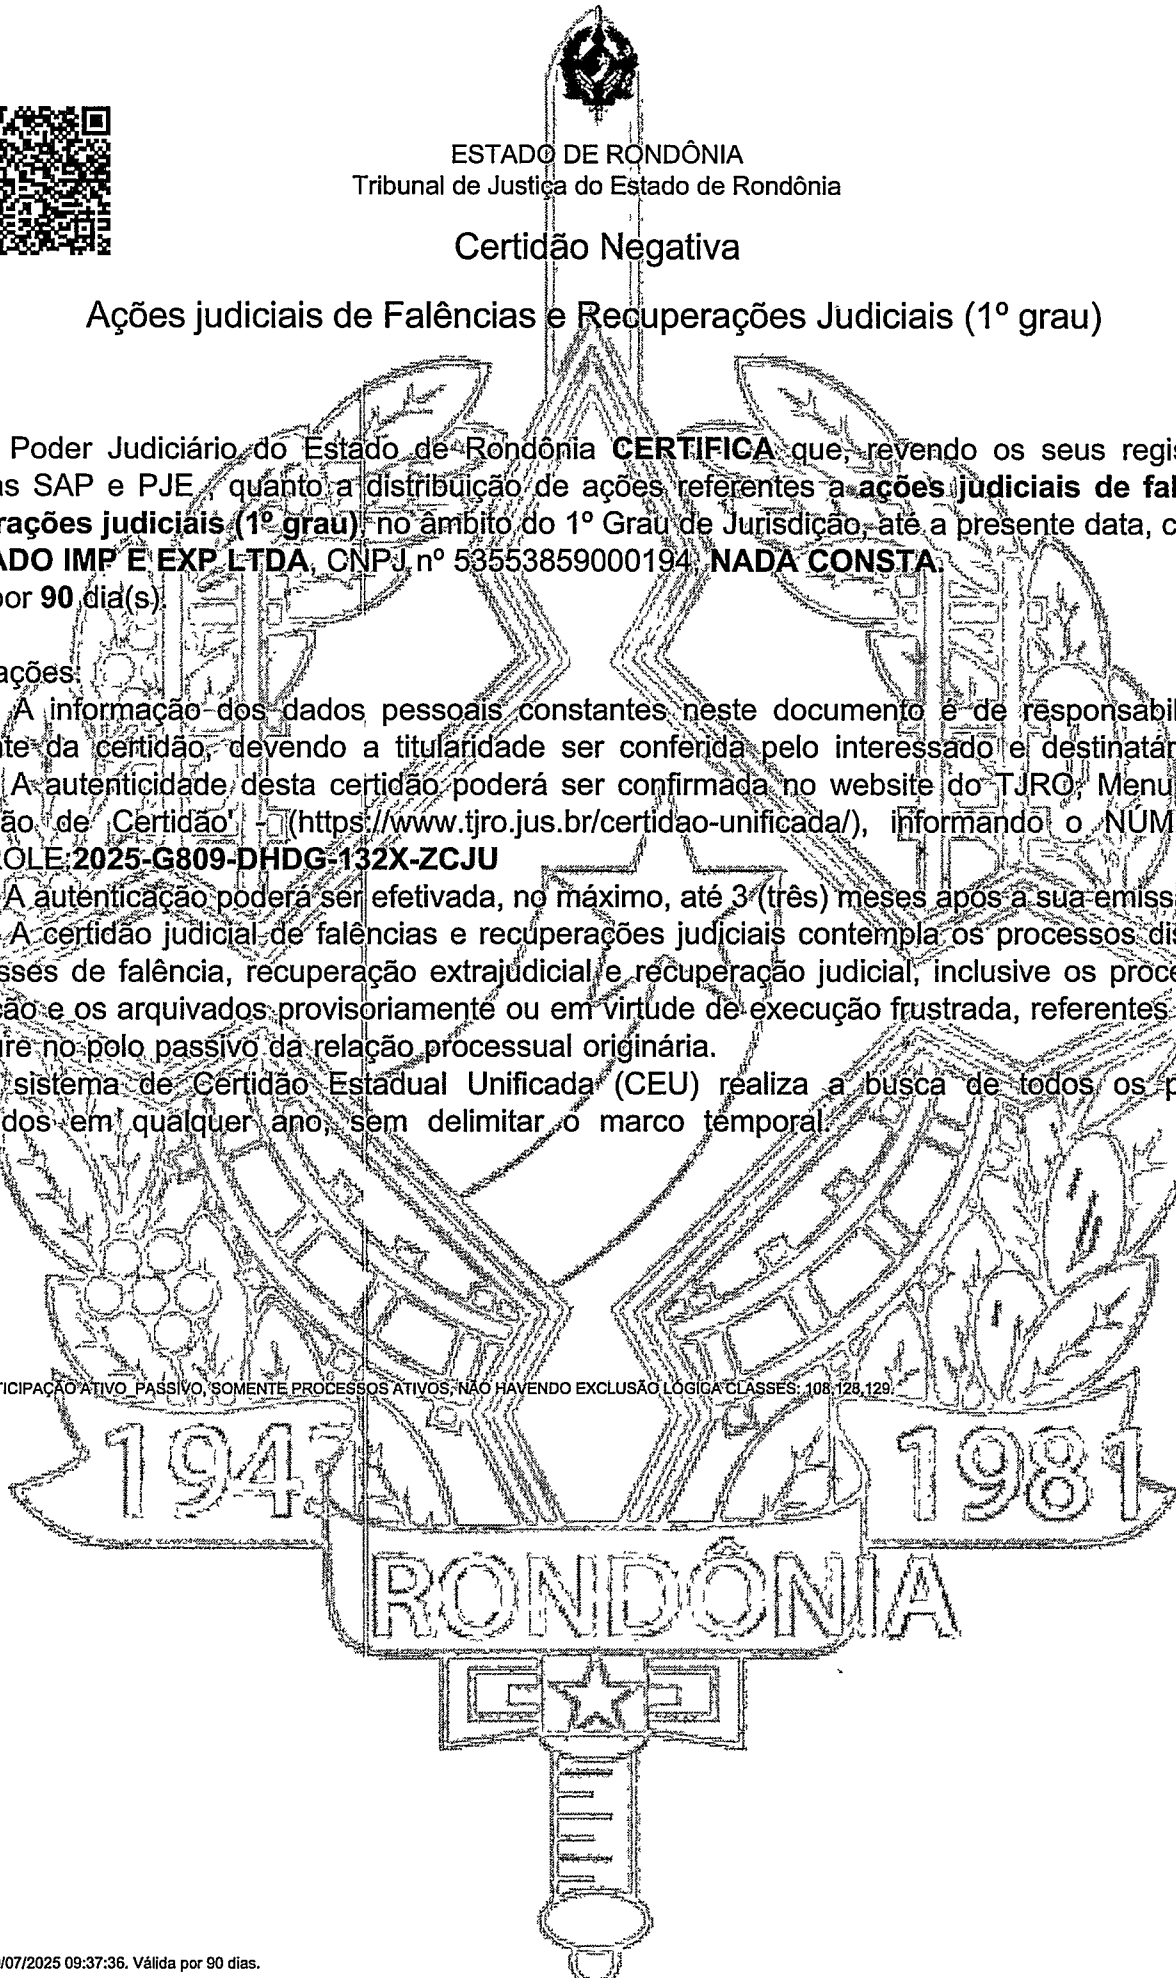 ESTADO DE RONDÔNIA
Tribunal de Justiça do Estado de Rondônia
Certidão Negativa
Ações judiciais de Falências e Recuperações Judiciais (1º grau)
Poder Judiciário do Estado de Rondônia CERTIFICA que, revendo os seus regis
as SAP e PJE , quanto a distribuição de ações referentes a ações judiciais de fal
rações judiciais (1º grau), no âmbito do 1º Grau de Jurisdição, até a presente data, c
ADO IMP E EXP LTDA, CNPJ nº 53553859000194, NADA CONSTA.
por 90 dia(s).
ações:
A informação dos dados pessoais constantes neste documento é de responsabil
te da certidão, devendo a titularidade ser conferida pelo interessado e destinatár
A autenticidade desta certidão poderá ser confirmada no website do TJRO, Menu
ão de Certidão' - (https://www.tjro.jus.br/certidao-unificada/), informando o NÚM
OLE:2025-G809-DHDG-132X-ZCJU
A autenticação poderá ser efetivada, no máximo, até 3 (três) meses após a sua emiss
A certidão judicial de falências e recuperações judiciais contempla os processos dis
sses de falência, recuperação extrajudicial e recuperação judicial, inclusive os proce
ão e os arquivados provisoriamente ou em virtude de execução frustrada, referentes
ure no polo passivo da relação processual originária.
sistema de Certidão Estadual Unificada (CEU) realiza a busca de todos os p
dos em qualquer ano, sem delimitar o marco temporal.
TICIPAÇÃO ATIVO_PASSIVO, SOMENTE PROCESSOS ATIVOS, NÃO HAVENDO EXCLUSÃO LÓGICA CLASSES: 108,128,129.
194
1981
RONDÔNIA
/07/2025 09:37:36. Válida por 90 dias.